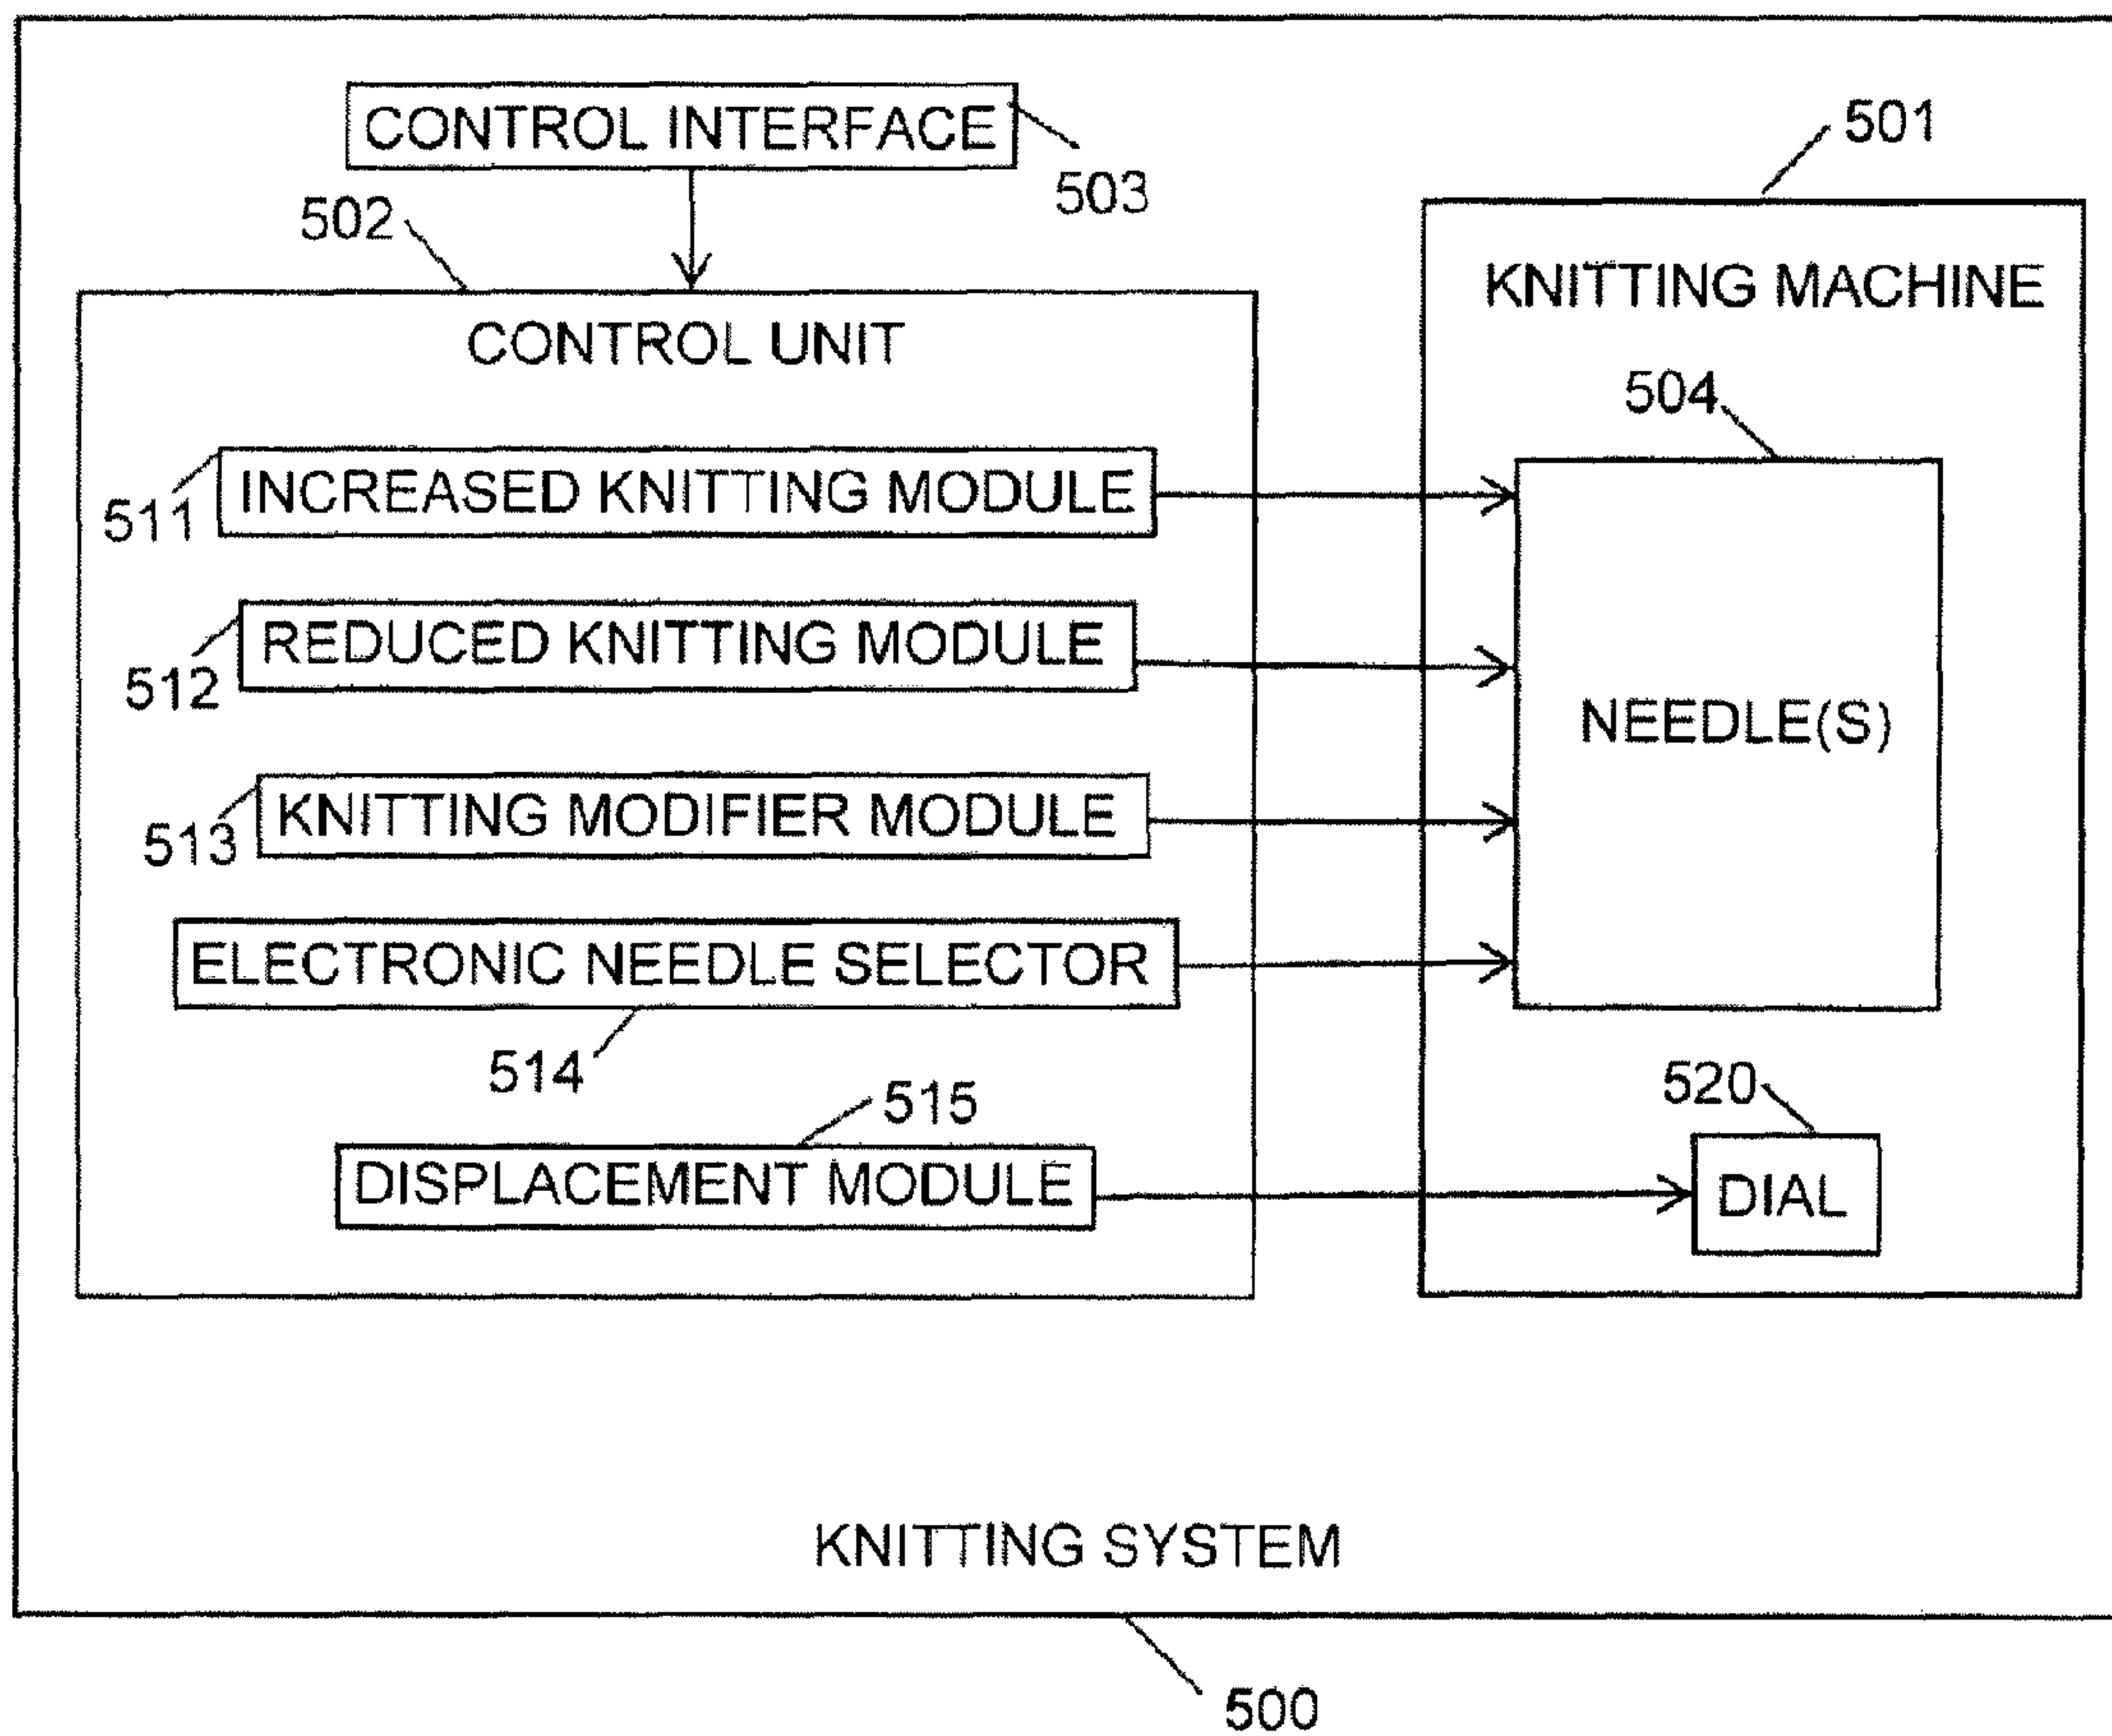 CONTROL INTERFACE
503
501
502
KNITTING MACHINE
CONTROL UNIT
504
INCREASED KNITTING MODULE
511
REDUCED KNITTING MODULE
512
NEEDLE(S)
KNITTING MODIFIER MODULE
513
ELECTRONIC NEEDLE SELECTOR
514
515
520
DISPLACEMENT MODULE
DIAL
KNITTING SYSTEM
500